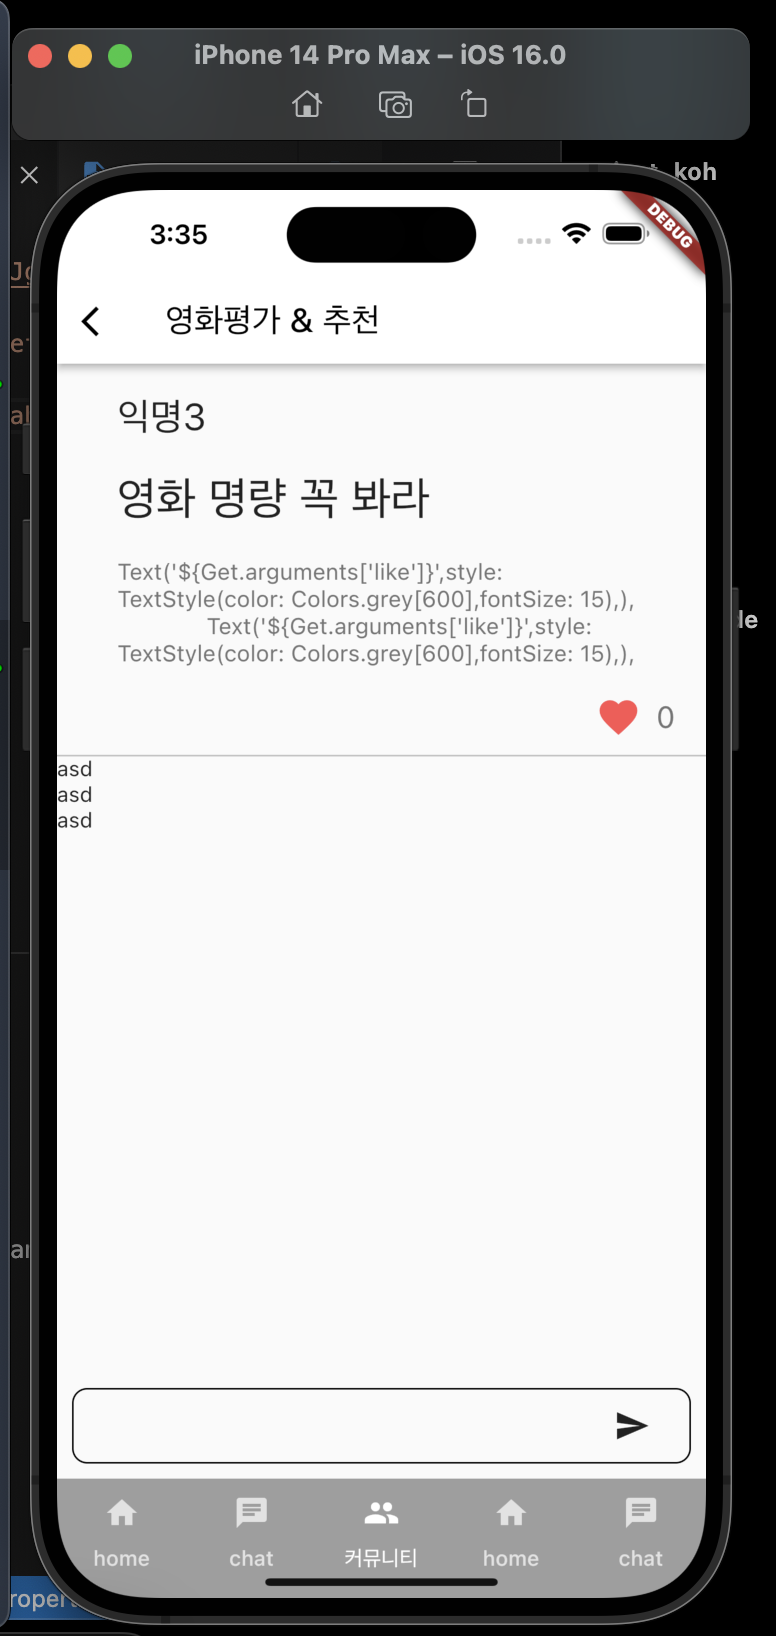 iPhone 14 Pro Max – iOS 16.0
koh
3:35
DEBUG
영화평가 & 추천
익명3
영화 명량 꼭 봐라
Text('${Get.arguments['like']}',style:
TextStyle(color: Colors.grey[600],fontSize: 15),),
Text('${Get.arguments['like']}',style:
TextStyle(color: Colors.grey[600],fontSize: 15),),
0
asd
asd
asd
home
chat
커뮤니티
home
chat